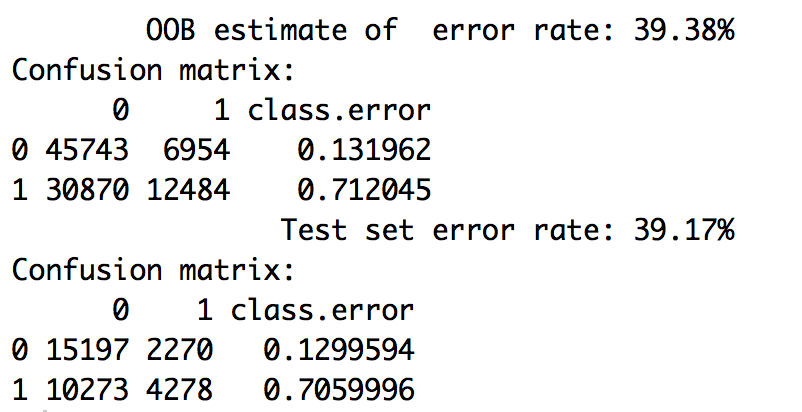 OOB estimate of  error rate: 39.38%
Confusion matrix:
0 1 class.error
0 45743 6954 0.131962
1 30870 12484 0.712045
Test set error rate: 39.17%
Confusion matrix:
0 1 class.error
0 15197 2270 0.1299594
1 10273 4278 0.7059996